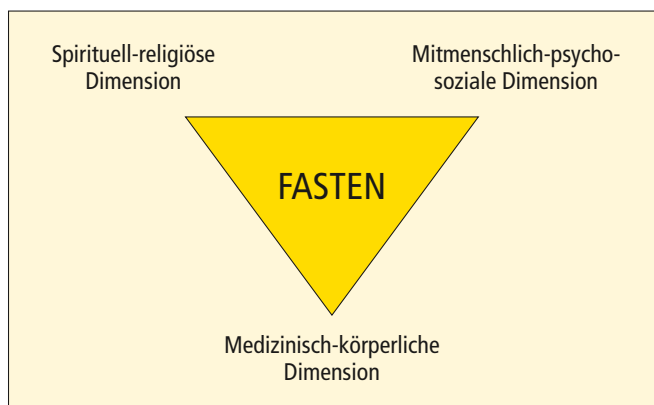 Spirituell-religiöse
Dimension
Mitmenschlich-psycho-
soziale Dimension
FASTEN
Medizinisch-körperliche
Dimension